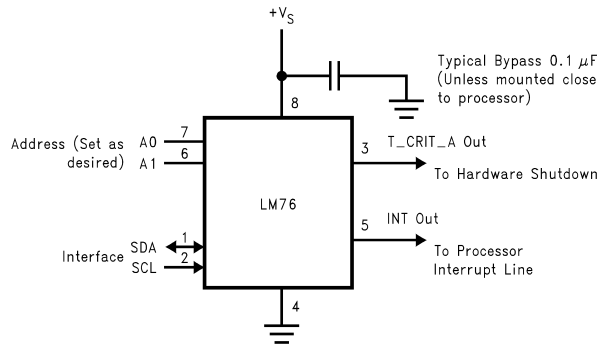 +VS
Typical Bypass 0.1 μF
(Unless mounted close
to processor)
8
Address (Set as
desired)
A0
7
A1
6
3
T_CRIT_A Out
To Hardware Shutdown
LM76
5
INT Out
To Processor
Interrupt Line
Interface
SDA
1
SCL
2
4